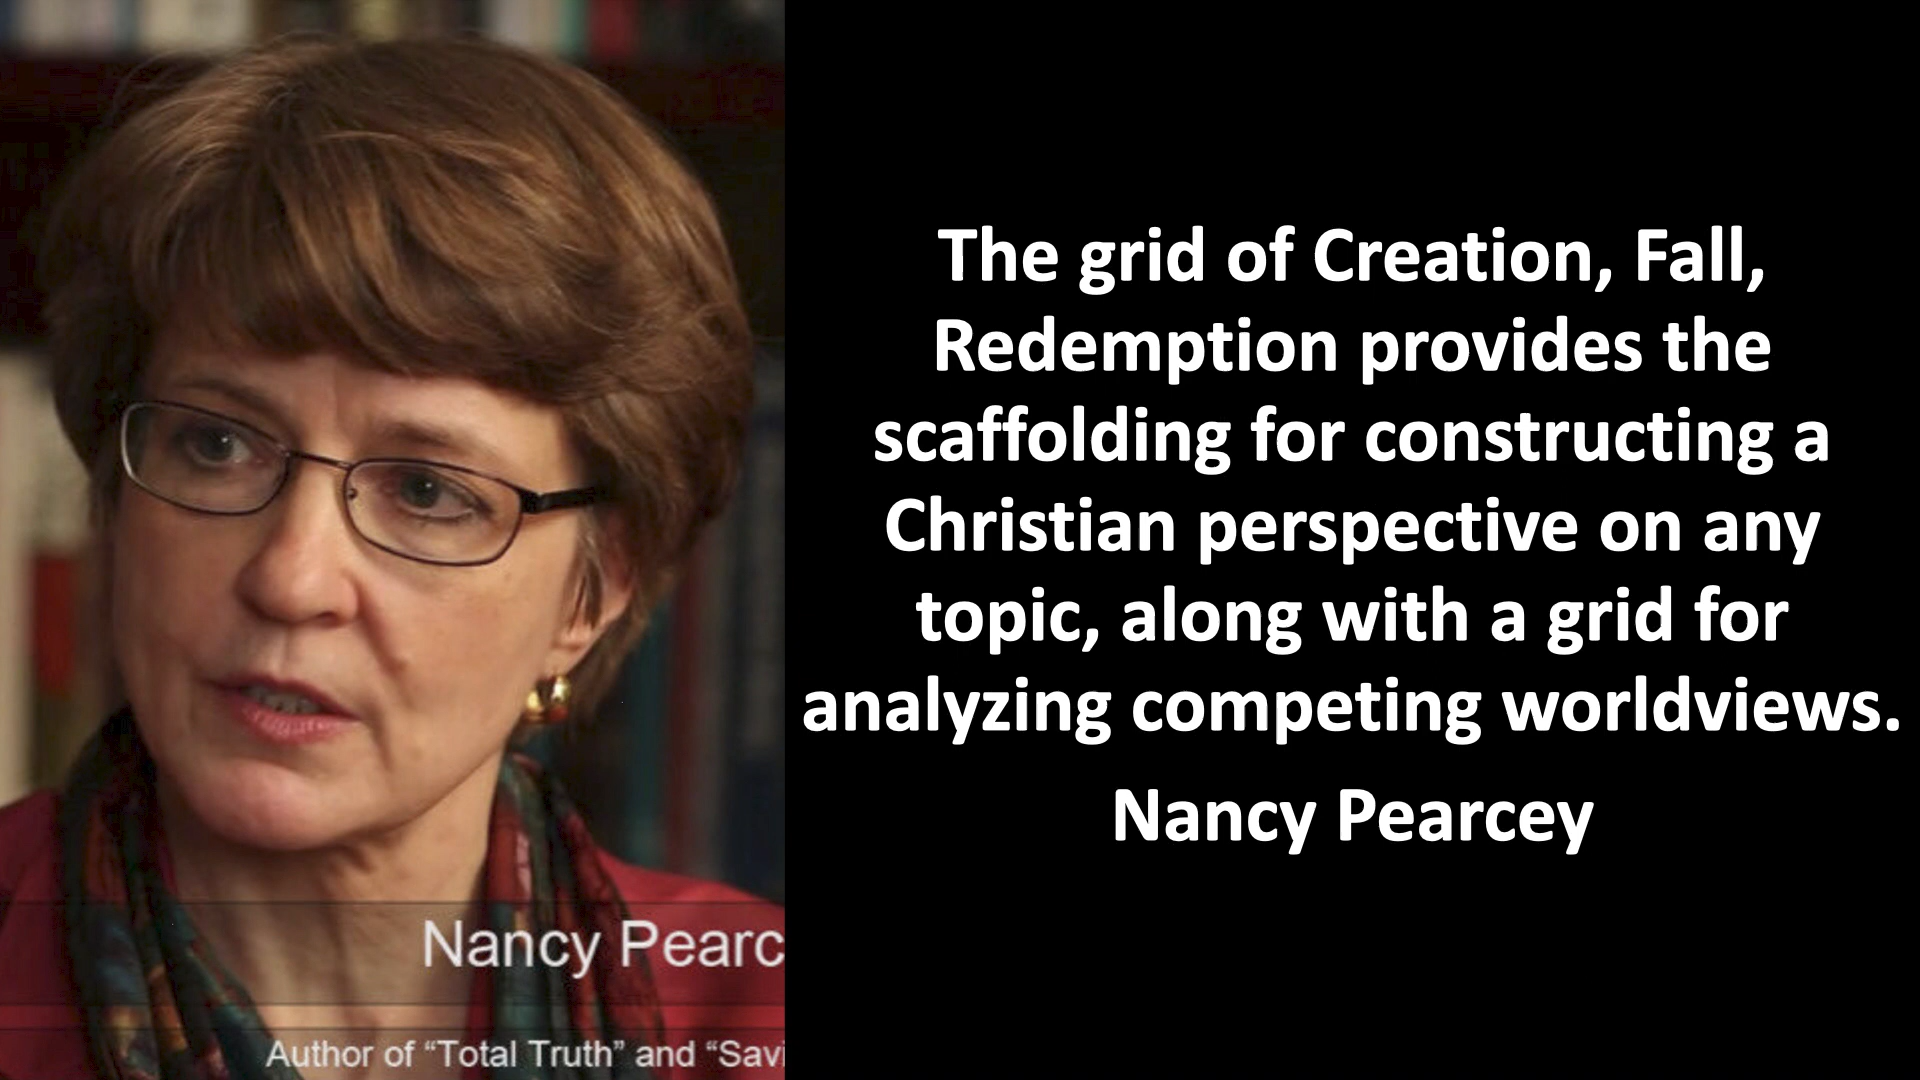 The grid of Creation, Fall,
Redemption provides the
scaffolding for constructing a
Christian perspective on any
topic, along with a grid for
analyzing competing worldviews.
Nancy Pearcey
Nancy Pearc
Author of “Total Truth” and “Savi